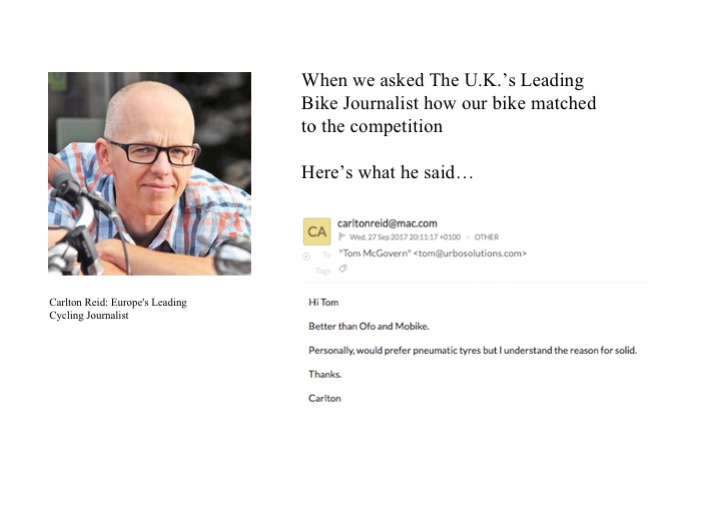 When we asked The U.K.'s Leading
Bike Journalist how our bike matched
to the competition
Here's what he said…
CA
carltonreid@mac.com
Wed, 27 Sep 2017 20:11:17 +0100 • OTHER
To "Tom McGovern" <tom@urbosolutions.com>
Tags
Hi Tom
Better than Ofo and Mobike.
Personally, would prefer pneumatic tyres but I understand the reason for solid.
Thanks.
Carlton
Carlton Reid: Europe's Leading
Cycling Journalist